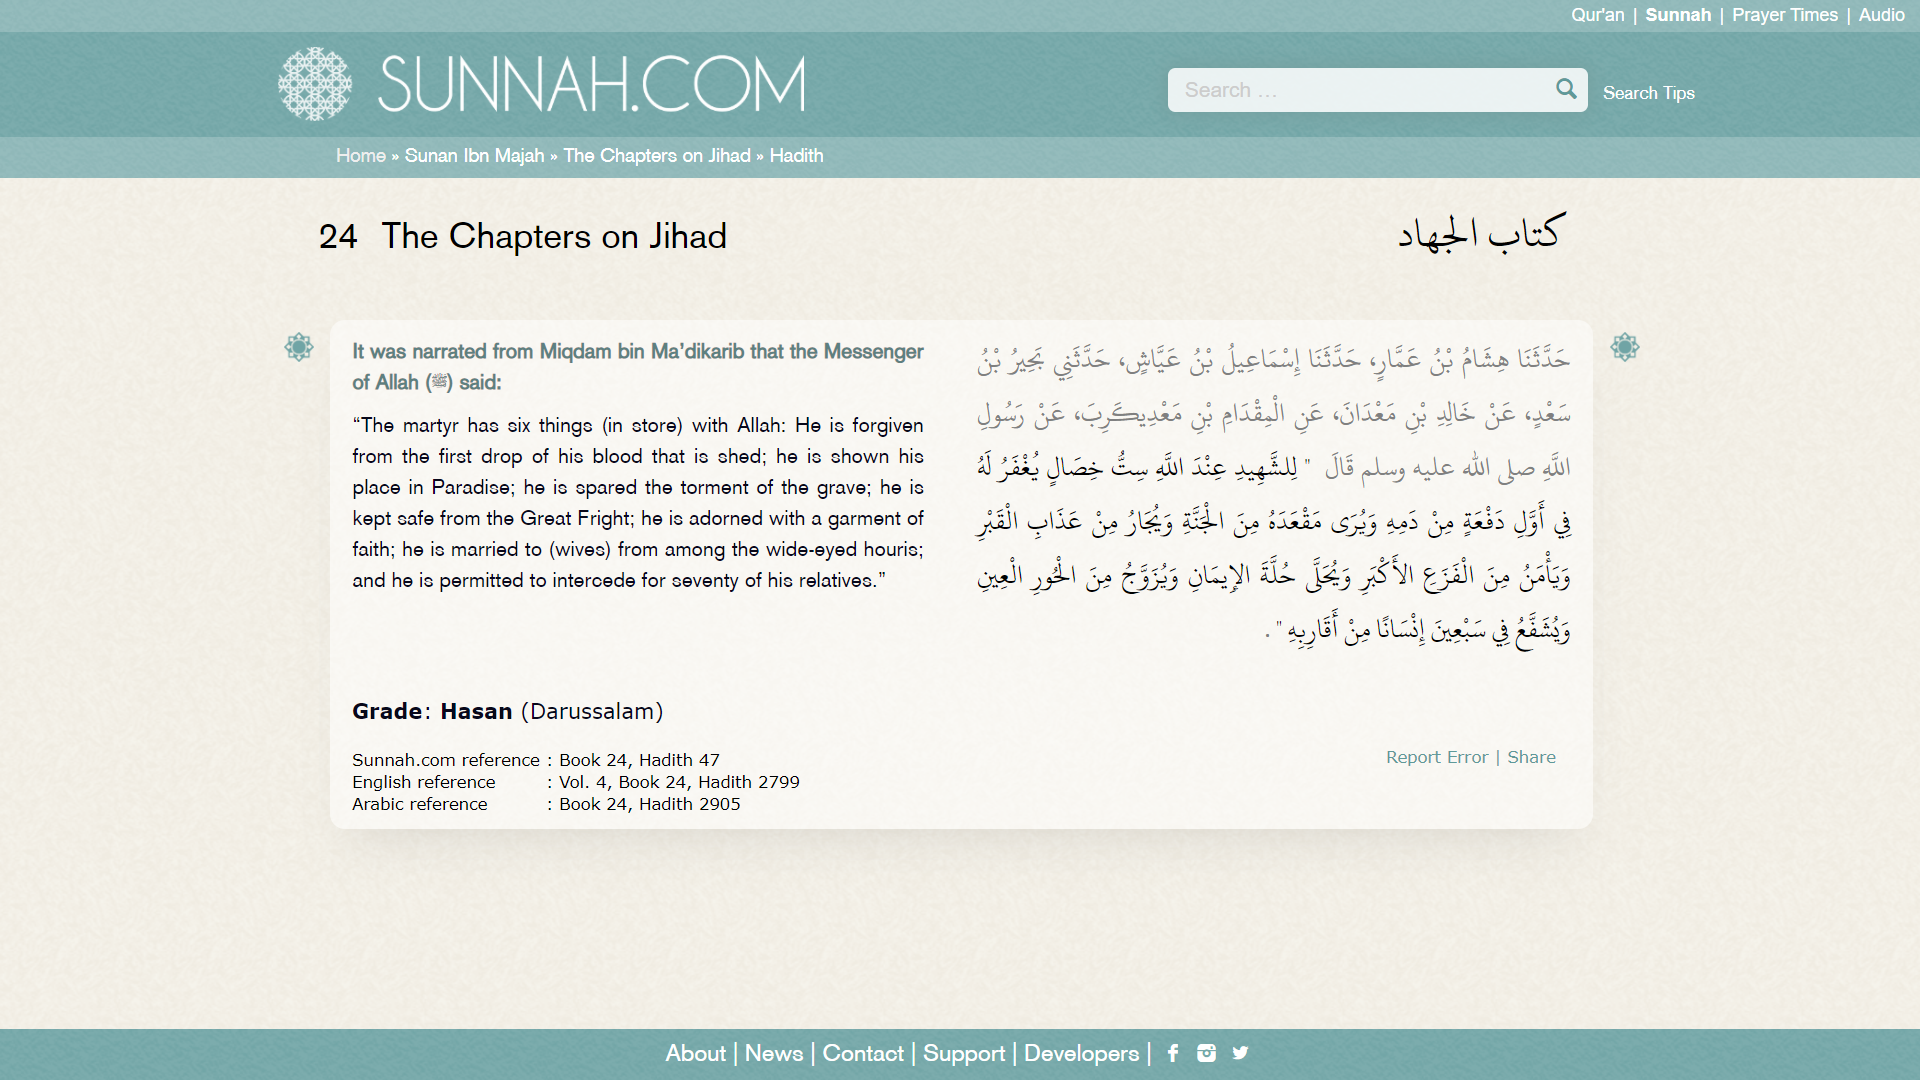 Qur'an | Sunnah | Prayer Times | Audio
SUNNAH.COM
Search ...
Search Tips
Home » Sunan Ibn Majah » The Chapters on Jihad » Hadith
24 The Chapters on Jihad
كتاب الجهاد
It was narrated from Miqdam bin Ma’dikarib that the Messenger
of Allah (ﷺ) said:
“The martyr has six things (in store) with Allah: He is forgiven
from the first drop of his blood that is shed; he is shown his
place in Paradise; he is spared the torment of the grave; he is
kept safe from the Great Fright; he is adorned with a garment of
faith; he is married to (wives) from among the wide-eyed houris;
and he is permitted to intercede for seventy of his relatives.”
حَدَّثَنَا هِشَامُ بْنُ عَمَّارٍ، حَدَّثَنَا إِسْمَاعِيلُ بْنُ عَيَّاشٍ، حَدَّثَنِي بَحِيرُ بْنُ
سَعْدٍ، عَنْ خَالِدِ بْنِ مَعْدَانَ، عَنِ الْمِقْدَامِ بْنِ مَعْدِيكَرِبَ، عَنْ رَسُولِ
اللَّهِ صلى الله عليه وسلم قَالَ ‏ "‏ لِلشَّهِيدِ عِنْدَ اللَّهِ سِتُّ خِصَالٍ يُغْفَرُ لَهُ
فِي أَوَّلِ دَفْعَةٍ مِنْ دَمِهِ وَيُرَى مَقْعَدَهُ مِنَ الْجَنَّةِ وَيُجَارُ مِنْ عَذَابِ الْقَبْرِ
وَيَأْمَنُ مِنَ الْفَزَعِ الأَكْبَرِ وَيُحَلَّى حُلَّةَ الإِيمَانِ وَيُزَوَّجُ مِنَ الْحُورِ الْعِينِ
وَيُشَفَّعُ فِي سَبْعِينَ إِنْسَانًا مِنْ أَقَارِبِهِ ‏"‏ ‏.‏
Grade: Hasan (Darussalam)
Sunnah.com reference : Book 24, Hadith 47
English reference : Vol. 4, Book 24, Hadith 2799
Arabic reference : Book 24, Hadith 2905
Report Error | Share
About | News | Contact | Support | Developers |